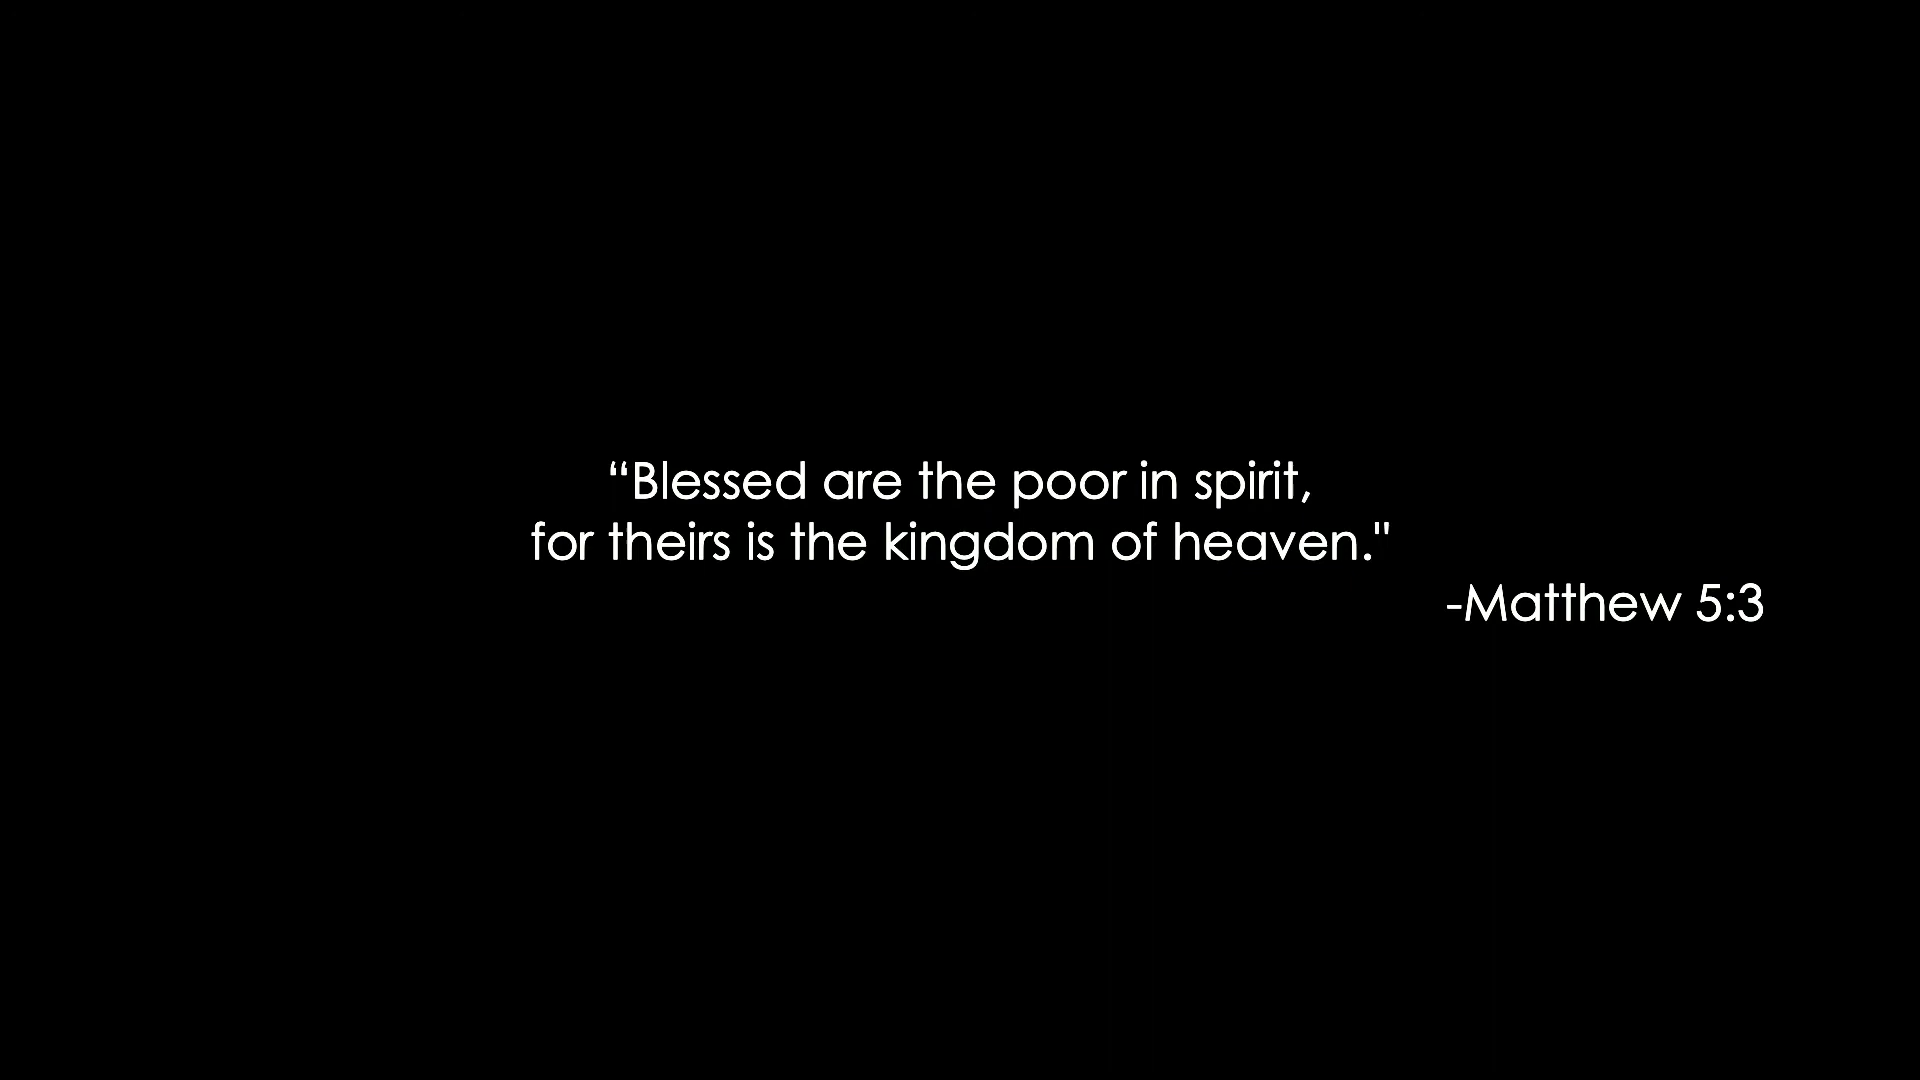 “Blessed are the poor in spirit,
for theirs is the kingdom of heaven."
-Matthew 5:3